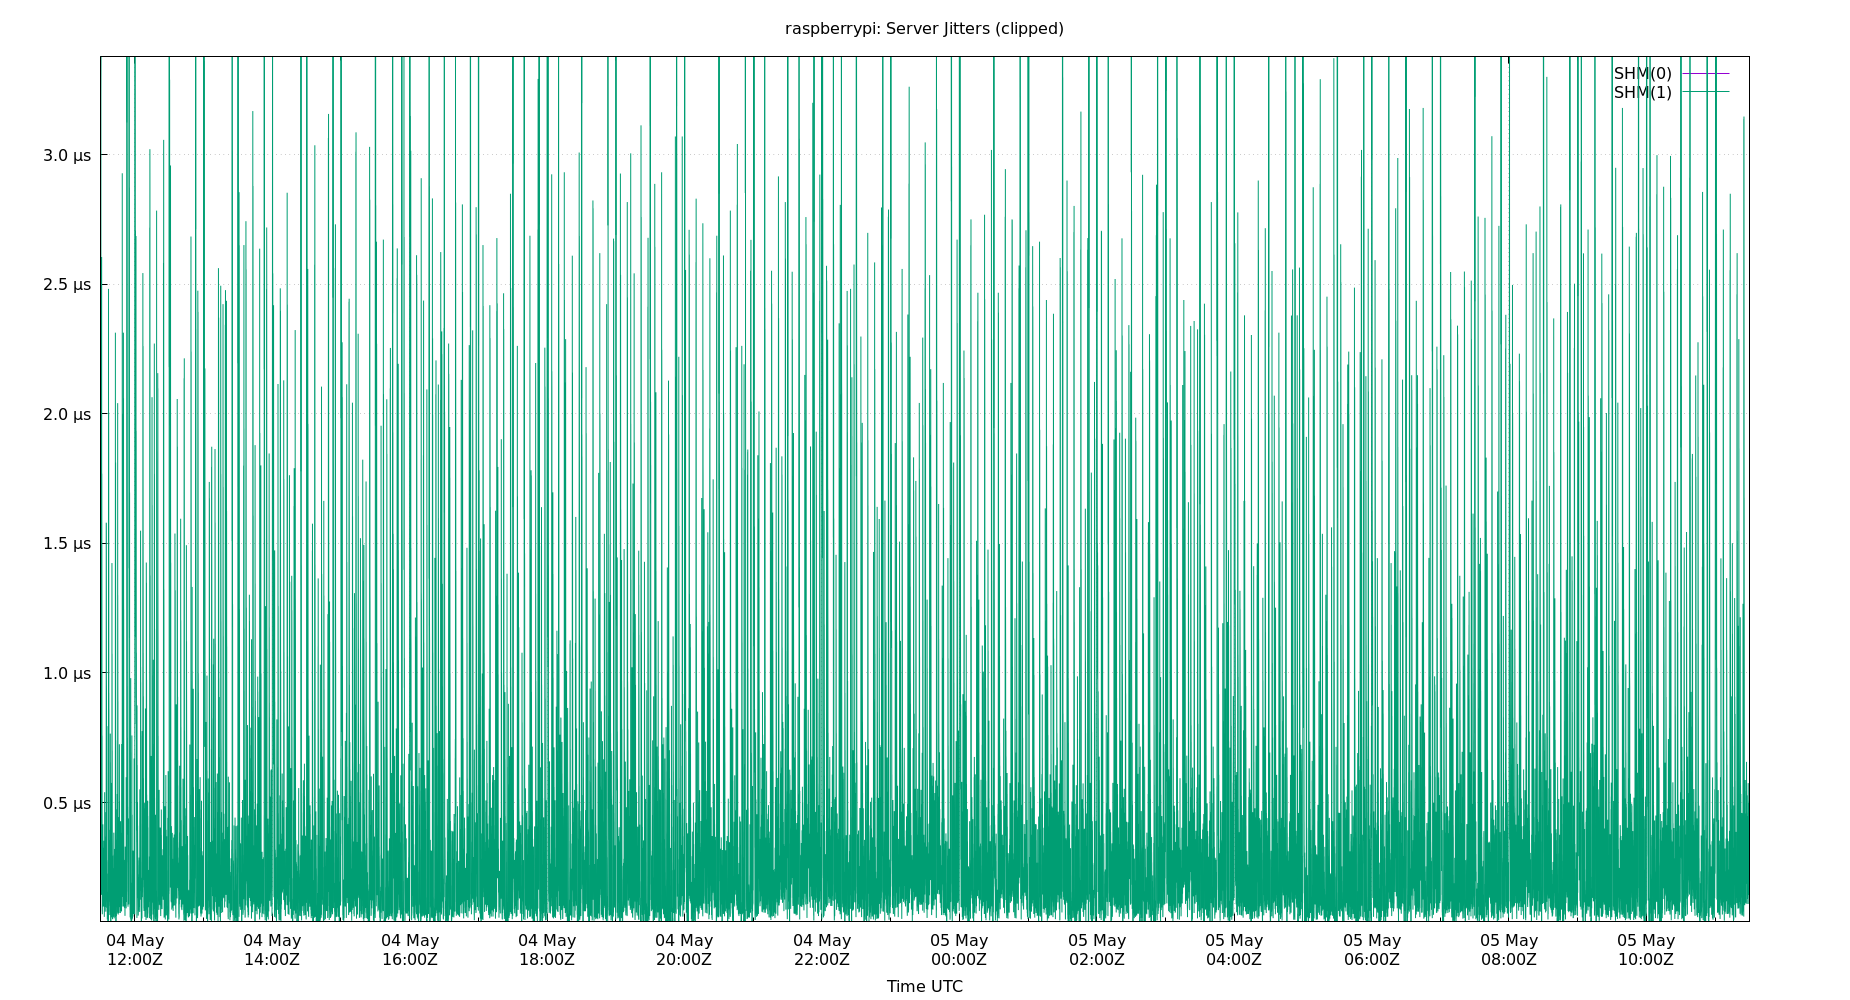 raspberrypi: Server Jitters (clipped)
SHM(0)
SHM(1)
3.0 µs
2.5 µs
2.0 µs
1.5 µs
1.0 µs
0.5 µs
04 May 04 May 04 May 04 May 04 May 04 May 05 May 05 May 05 May 05 May 05 May 05 May
12:00Z 14:00Z 16:00Z 18:00Z 20:00Z 22:00Z 00:00Z 02:00Z 04:00Z 06:00Z 08:00Z 10:00Z
Time UTC